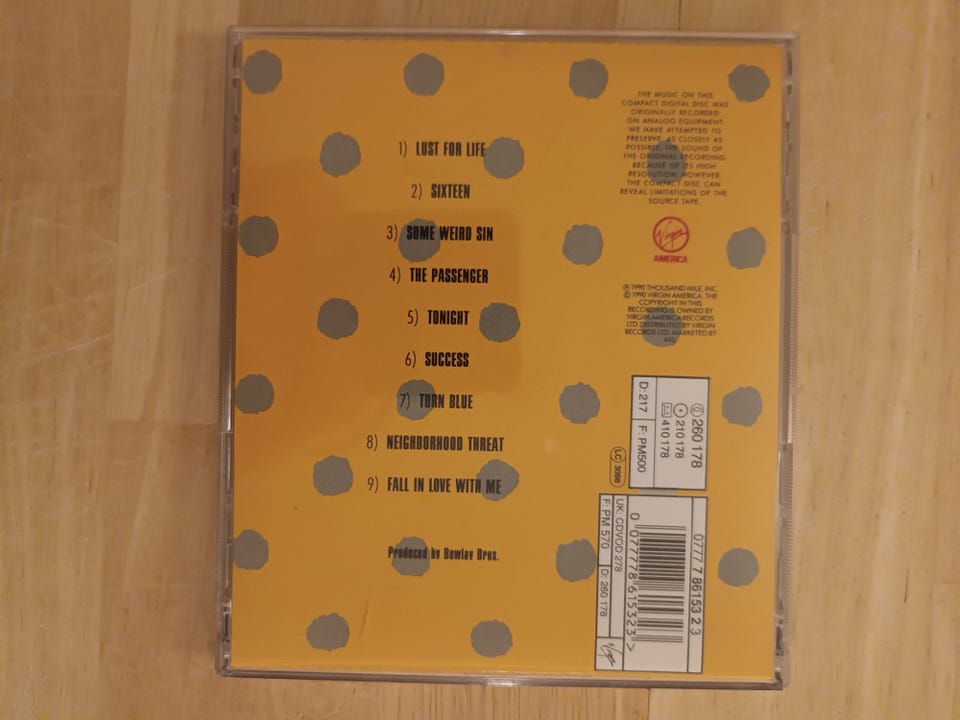 1) LUST FOR LIFE
2) SIXTEEN
3) SOME WEIRD SIN
4) THE PASSENGER
5) TONIGHT
6) SUCCESS
7) TURN BLUE
8) NEIGHBORHOOD THREAT
9) FALL IN LOVE WITH ME
Produced by Bewlay Bros.
THE MUSIC ON THIS
COMPACT DIGITAL DISC WAS
ORIGINALLY RECORDED
ON ANALOG EQUIPMENT.
WE HAVE ATTEMPTED TO
PRESERVE, AS CLOSELY AS
POSSIBLE, THE SOUND OF
THE ORIGINAL RECORDING.
BECAUSE OF ITS HIGH
RESOLUTION, HOWEVER,
THE COMPACT DISC CAN
REVEAL LIMITATIONS OF THE
SOURCE TAPE.
Virgin
AMERICA
℗ 1990 THOUSAND MILE, INC.
© 1990 VIRGIN AMERICA. THE
COPYRIGHT IN THIS
RECORDING IS OWNED BY
VIRGIN AMERICA RECORDS
LTD DISTRIBUTED BY VIRGIN
RECORDS LTD. MARKETED BY
AVL.
260 178
210 178
410 178
D: 217
F: PM500
LC 3098
07777 86153 2 3
0 077778 615323 >
UK: CDVOD 278
F: PM 570
D: 260 178
Virgin